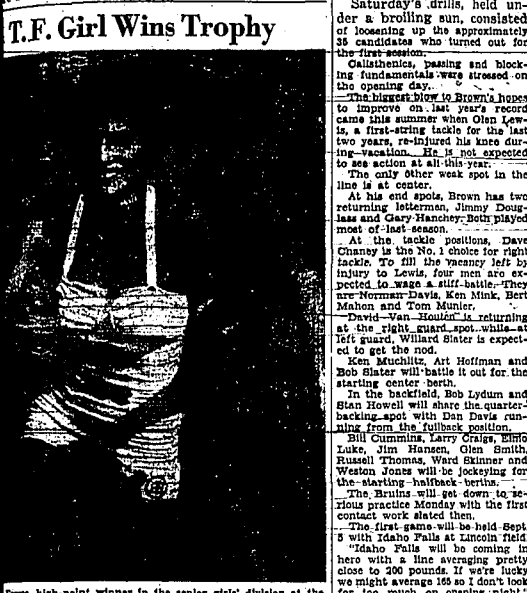 T.F. Girl Wins Trophy
high point winner in the senior girls' division at the
Saturday's drills, held un-
der a broiling sun, consisted
of loosening up the approximately
35 candidates who turned out for
the first session.
Calisthenics, passing and block-
ing fundamentals were stressed on
the opening day.
The biggest blow to Brown's hopes
to improve on last year's record
came this summer when Olen Lew-
is, a first-string tackle for the last
two years, re-injured his knee dur-
ing vacation. He is not expected
to see action at all this year.
The only other weak spot in the
line is at center.
At his end spots, Brown has two
returning lettermen, Jimmy Doug-
lass and Gary Hanchey. Both played
most of last season.
At the tackle positions, Dave
Chaney is the No. 1 choice for right
tackle. To fill the vacancy left by
injury to Lewis, four men are ex-
pected to wage a stiff battle. They
are Norman Davis, Ken Mink, Bert
Mahon and Tom Munier.
David Van Houten is returning
at the right guard spot while at
left guard, Willard Slater is expect-
ed to get the nod.
Ken Muchlitz, Art Hoffman and
Bob Slater will battle it out for the
starting center berth.
In the backfield, Bob Lydum and
Stan Howell will share the quarter-
backing spot with Dan Davis run-
ning from the fullback position.
Bill Cummins, Larry Craigs, Elmo
Luke, Jim Hansen, Glen Smith,
Russell Thomas, Ward Skinner and
Weston Jones will be jockeying for
the starting halfback berths.
The Bruins will get down to se-
rious practice Monday with the first
contact work slated then.
The first game will be held Sept.
5 with Idaho Falls at Lincoln field.
"Idaho Falls will be coming in
hero with a line averaging pretty
close to 200 pounds. If we're lucky
we might average 165 so I don't look
for too much on opening night,"